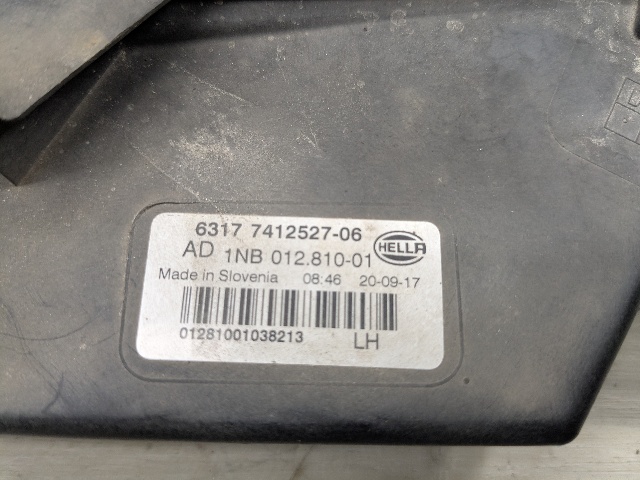 6317 7412527-06
AD 1NB 012.810-01 HELLA
Made in Slovenia 08:46 20-09-17
01281001038213 LH